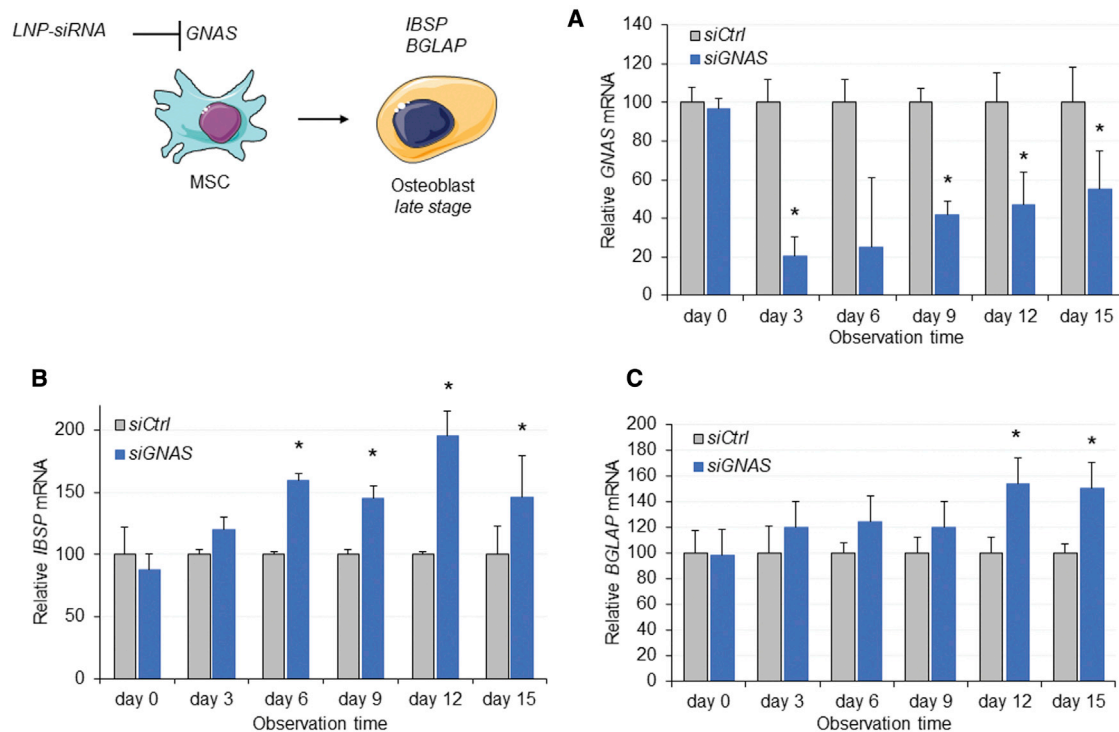 LNP-siRNA
GNAS
IBSP
BGLAP
MSC
Osteoblast
late stage
A
Relative GNAS mRNA
140
120
100
80
60
40
20
0
siCtrl
siGNAS
*
*
*
*
day 0 day 3 day 6 day 9 day 12 day 15
Observation time
B
Relative IBSP mRNA
200
150
100
50
0
siCtrl
siGNAS
*
*
*
*
day 0 day 3 day 6 day 9 day 12 day 15
Observation time
C
Relative BGLAP mRNA
200
180
160
140
120
100
80
60
40
20
0
siCtrl
siGNAS
*
*
day 0 day 3 day 6 day 9 day 12 day 15
Observation time